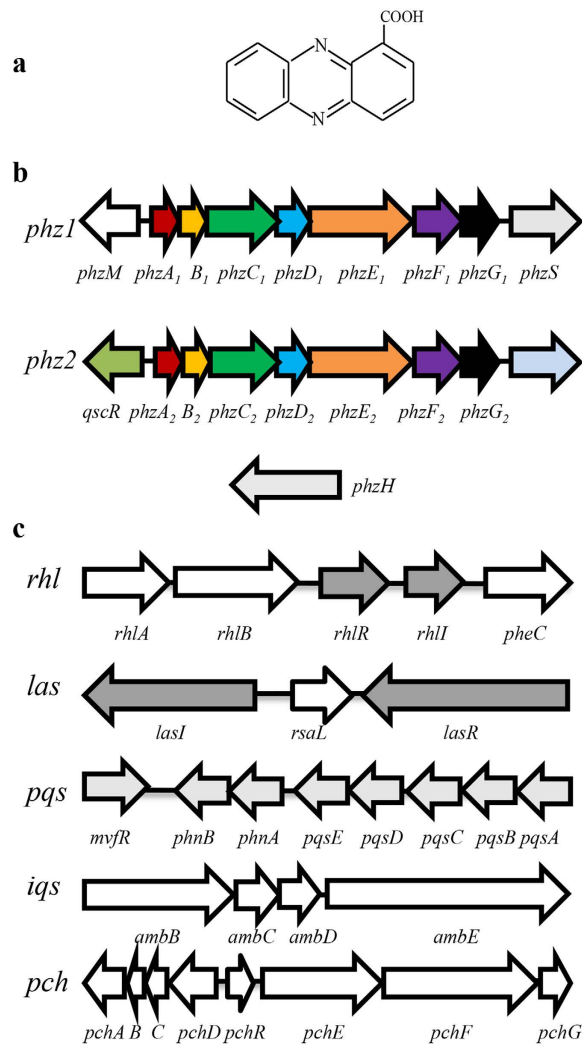 COOH
a
N
N
b
phz1
phzM phzA1 B1 phzC1 phzD1 phzE1 phzF1 phzG1 phzS
phz2
qscR phzA2 B2 phzC2 phzD2 phzE2 phzF2 phzG2
phzH
c
rhl
rhlA rhlB rhlR rhlI pheC
las
lasI rsaL lasR
pqs
mvfR phnB phnA pqsE pqsD pqsC pqsB pqsA
iqs
ambB ambC ambD ambE
pch
pchA B C pchD pchR pchE pchF pchG